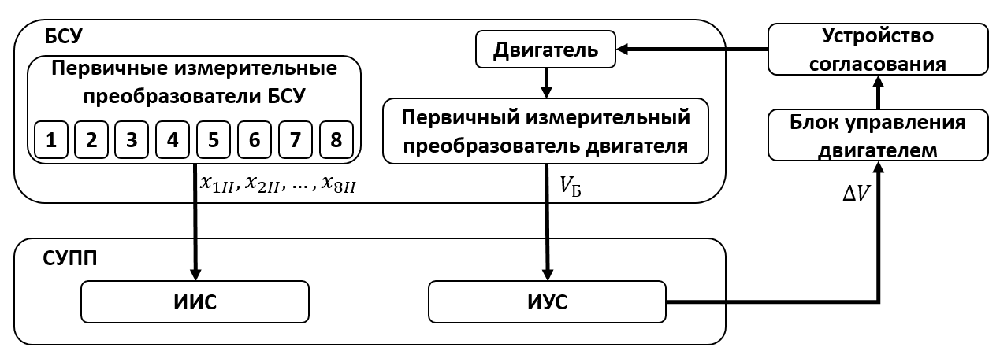 БСУ
Первичные измерительные
преобразователи БСУ
1 2 3 4 5 6 7 8
x₁H, x₂H, …, x₈H
Двигатель
Первичный измерительный
преобразователь двигателя
V_Б
Устройство
согласования
Блок управления
двигателем
ΔV
СУПП
ИИС
ИУС